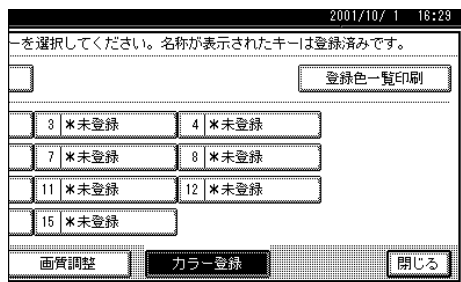 2001/10/ 1 16:29
ーを選択してください。名称が表示されたキーは登録済みです。
登録色一覧印刷
3 *未登録 4 *未登録
7 *未登録 8 *未登録
11 *未登録 12 *未登録
15 *未登録
画質調整 カラー登録 閉じる